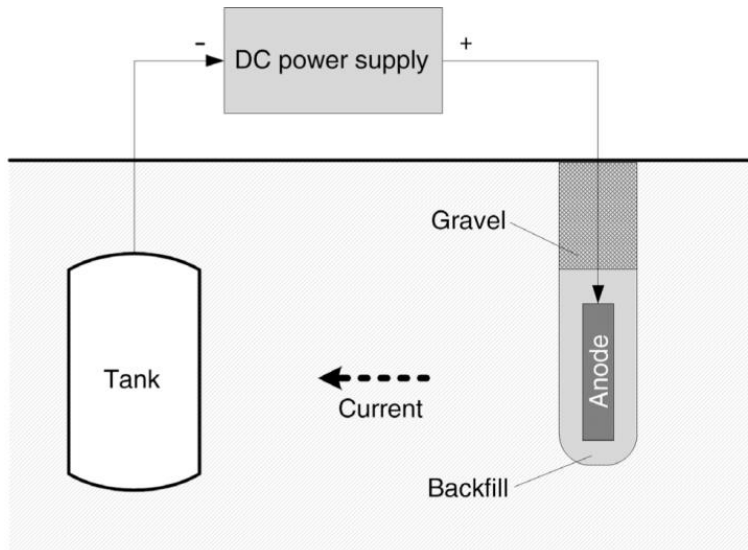 -
DC power supply
+
Gravel
Tank
Current
Anode
Backfill